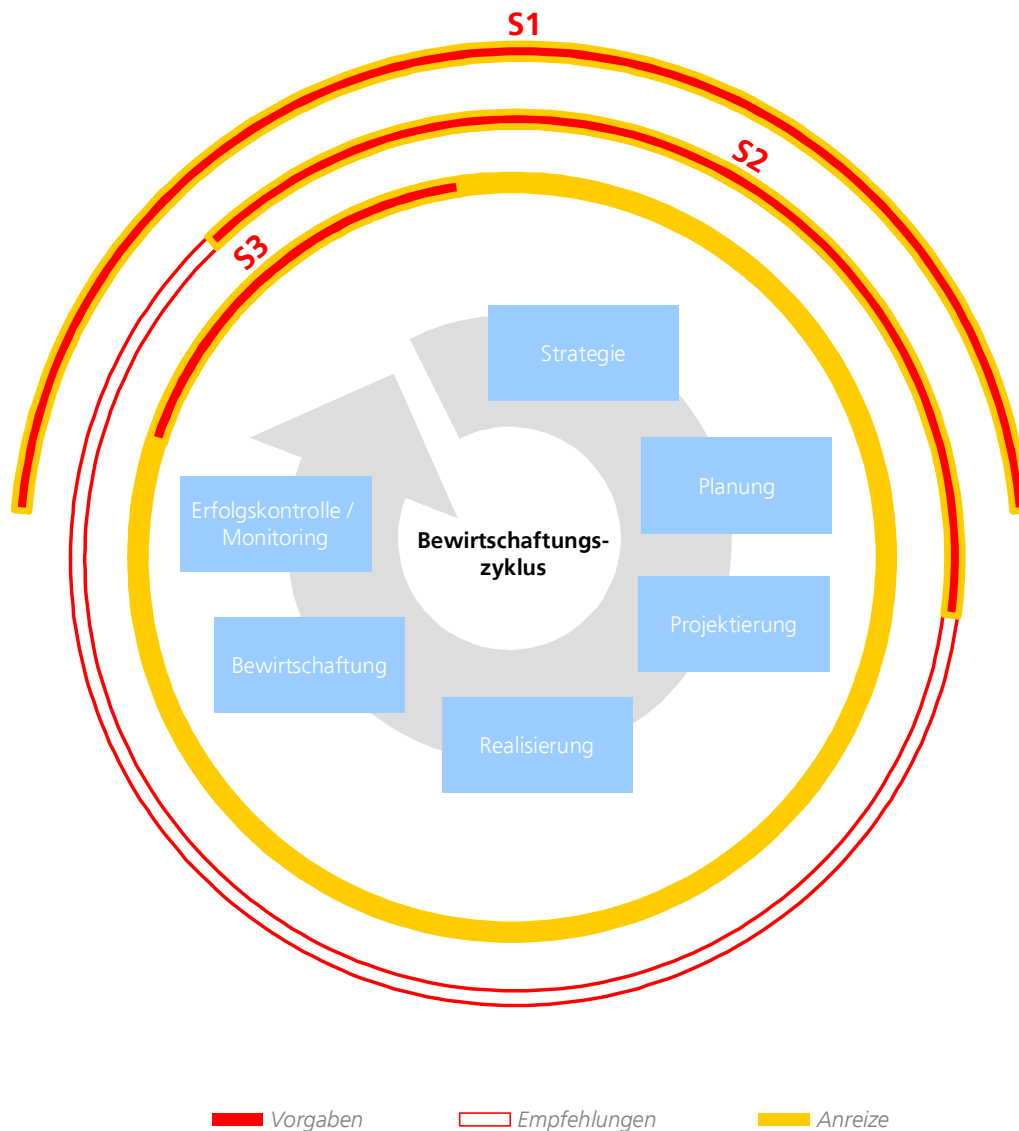 S1
S2
S3
Strategie
Planung
Erfolgskontrolle /
Monitoring
Bewirtschaftungs-
zyklus
Projektierung
Bewirtschaftung
Realisierung
Vorgaben
Empfehlungen
Anreize